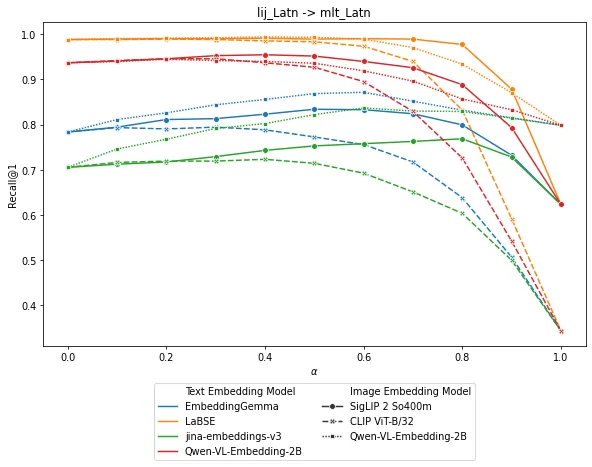 lij_Latn -> mlt_Latn
Recall@1
1.0
0.9
0.8
0.7
0.6
0.5
0.4
0.0
0.2
0.4
0.6
0.8
1.0
α
Text Embedding Model
EmbeddingGemma
LaBSE
jina-embeddings-v3
Qwen-VL-Embedding-2B
Image Embedding Model
SigLIP 2 So400m
CLIP ViT-B/32
Qwen-VL-Embedding-2B